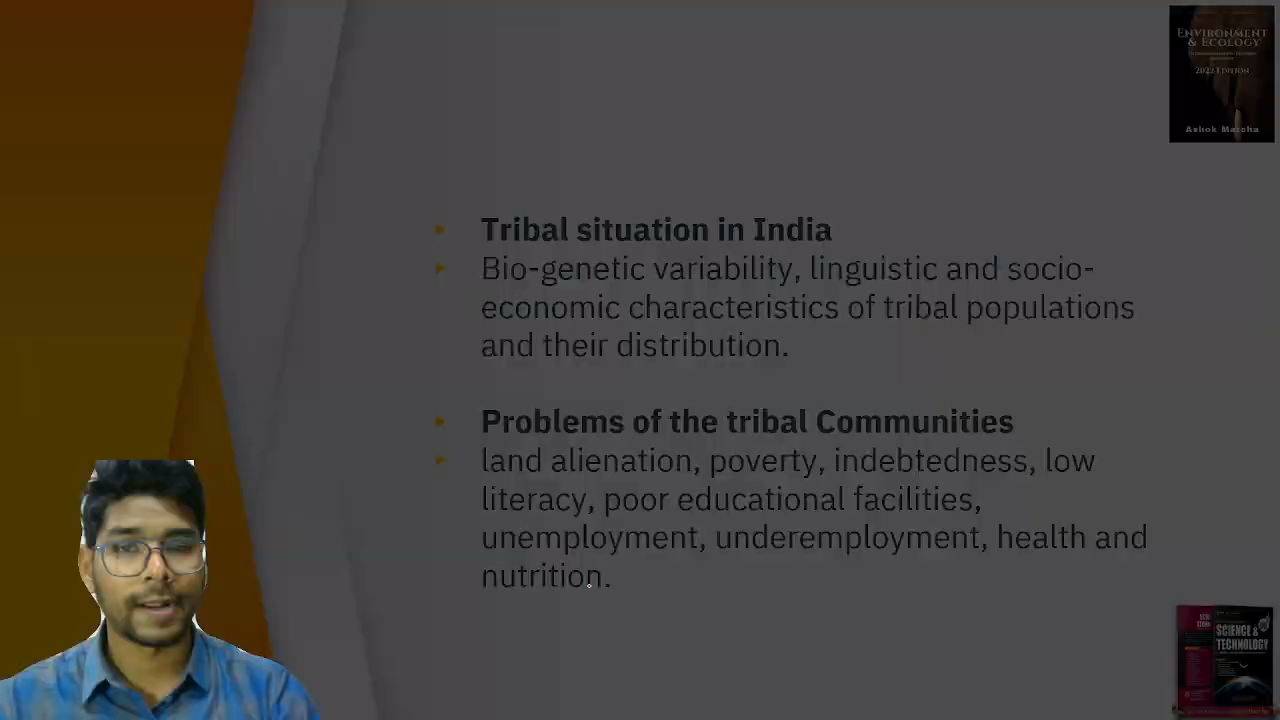 ENVIRONMENT
& ECOLOGY
2022 EDITION
Ashok Matcha
Tribal situation in India
Bio-genetic variability, linguistic and socio-
economic characteristics of tribal populations
and their distribution.
Problems of the tribal Communities
land alienation, poverty, indebtedness, low
literacy, poor educational facilities,
unemployment, underemployment, health and
nutrition.
SCIENCE &
TECHNOLOGY